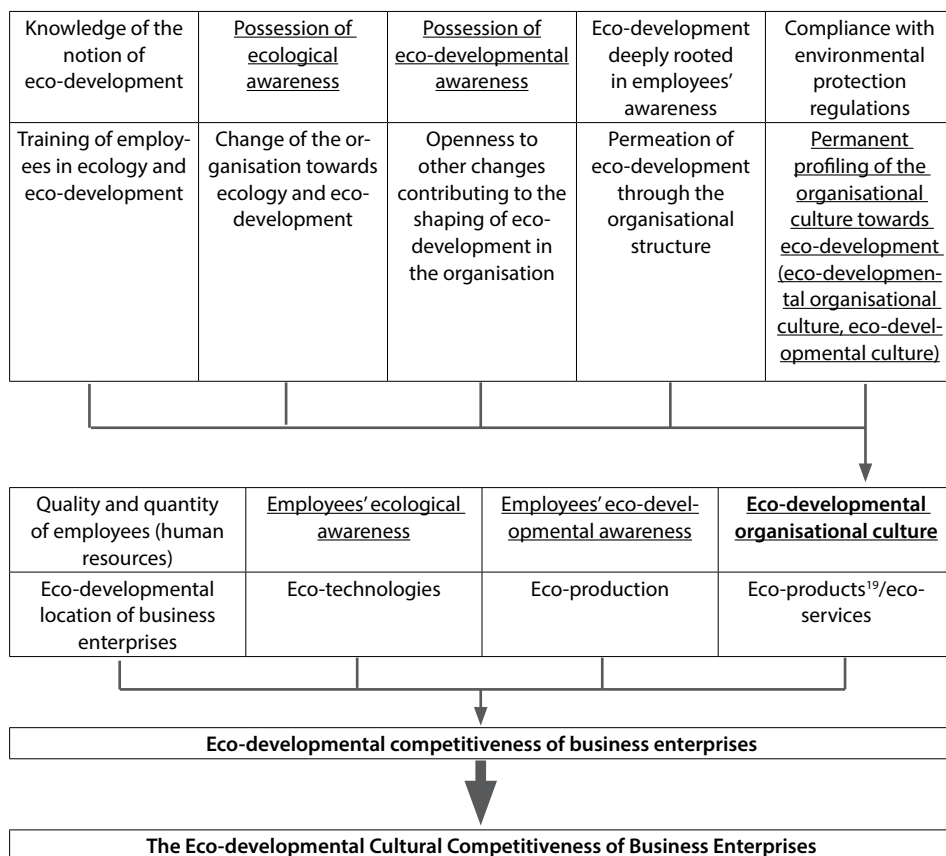 Knowledge of the
notion of
eco-development
Possession of
ecological
awareness
Possession of
eco-developmental
awareness
Eco-development
deeply rooted
in employees'
awareness
Compliance with
environmental
protection
regulations
Training of employ-
ees in ecology and
eco-development
Change of the or-
ganisation towards
ecology and eco-
development
Openness to
other changes
contributing to the
shaping of eco-
development in
the organisation
Permeation of
eco-development
through the
organisational
structure
Permanent
profiling of the
organisational
culture towards
eco-development
(eco-developmen-
tal organisational
culture, eco-devel-
opmental culture)
Quality and quantity
of employees (human
resources)
Employees' ecological
awareness
Employees' eco-devel-
opmental awareness
Eco-developmental
organisational culture
Eco-developmental
location of business
enterprises
Eco-technologies
Eco-production
Eco-products¹⁹/eco-
services
Eco-developmental competitiveness of business enterprises
The Eco-developmental Cultural Competitiveness of Business Enterprises